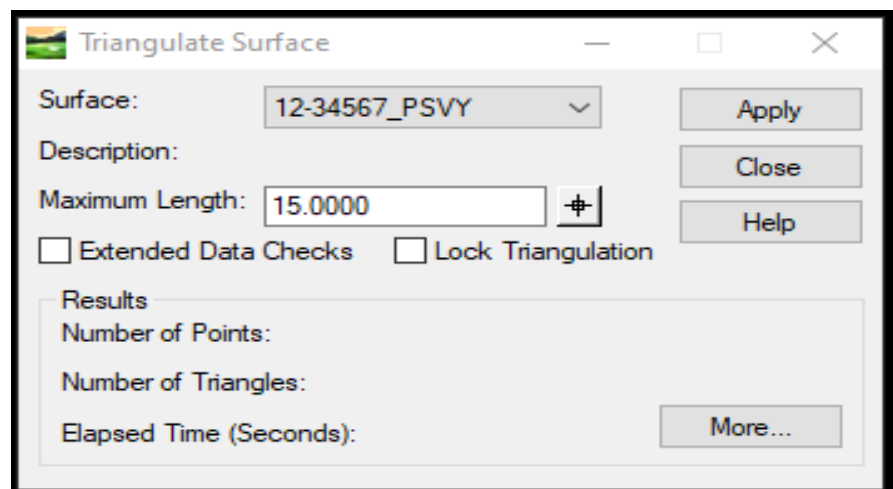 Triangulate Surface
Surface: 12-34567_PSVY Apply
Description: Close
Maximum Length: 15.0000 Help
Extended Data Checks Lock Triangulation
Results
Number of Points:
Number of Triangles:
Elapsed Time (Seconds): More...